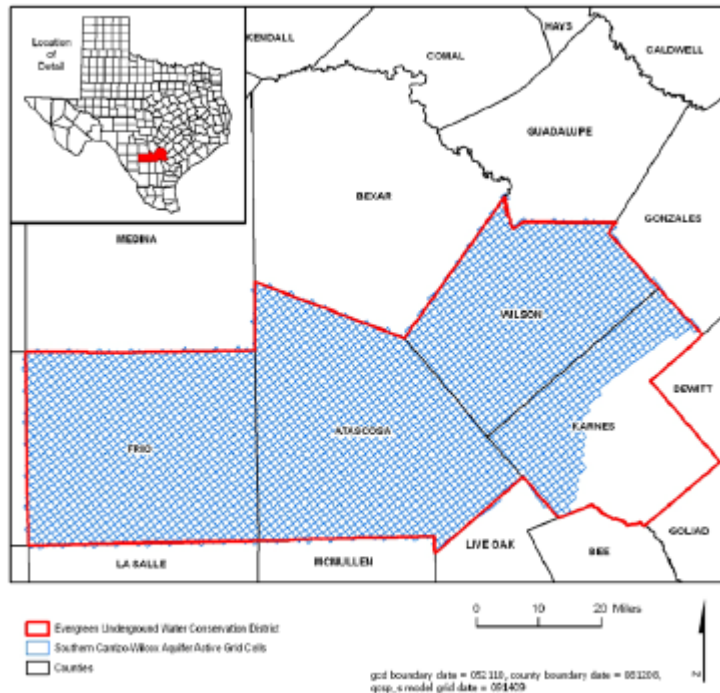 Location
of
Detail
KENDALL
HAYS
COMAL
CALDWELL
GUADALUPE
BEXAR
GONZALES
MEDINA
WILSON
DEWITT
KARNES
ATASCOSA
FRIO
GOLIAD
LIVE OAK
BEE
LA SALLE
MCMULLEN
0 10 20 Miles
Evergreen Underground Water Conservation District
Southern Carrizo-Wilcox Aquifer Active Grid Cells
Counties
N
gcd boundary date = 052110, county boundary date = 081208,
qcsp_s model grid date = 091409